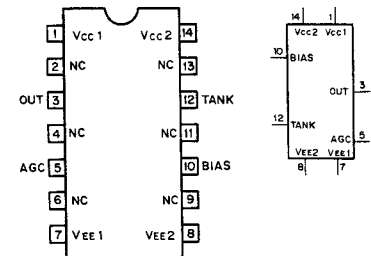 1 Vcc 1 Vcc 2 14
2 NC NC 13
OUT 3 12 TANK
4 NC NC 11
AGC 5 10 BIAS
6 NC NC 9
7 VEE 1 VEE 2 8
14 1
Vcc2 Vcc1
10 BIAS
OUT 3
12 TANK
AGC 5
VEE2 VEE1
8 7